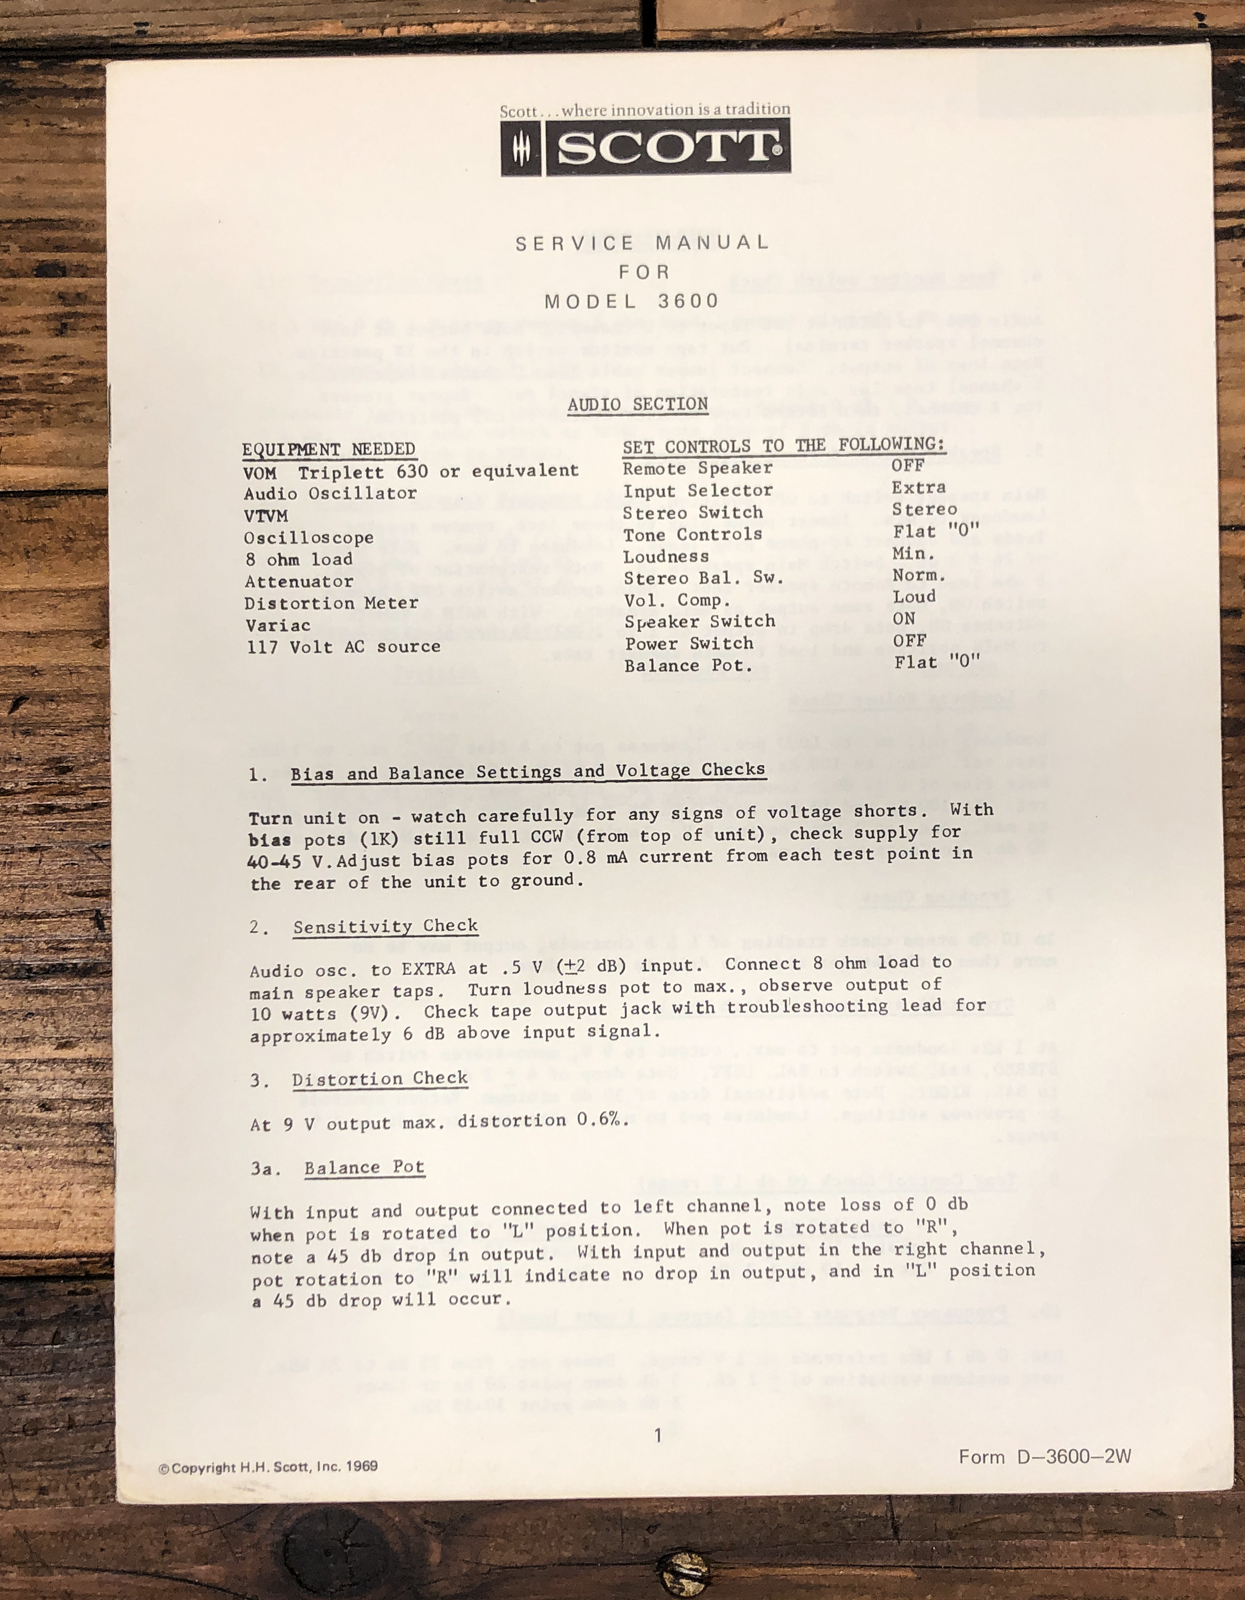 Scott...where innovation is a tradition
SCOTT®
SERVICE MANUAL
FOR
MODEL 3600
AUDIO SECTION
EQUIPMENT NEEDED
VOM Triplett 630 or equivalent
Audio Oscillator
VTVM
Oscilloscope
8 ohm load
Attenuator
Distortion Meter
Variac
117 Volt AC source
SET CONTROLS TO THE FOLLOWING:
Remote Speaker OFF
Input Selector Extra
Stereo Switch Stereo
Tone Controls Flat "0"
Loudness Min.
Stereo Bal. Sw. Norm.
Vol. Comp. Loud
Speaker Switch ON
Power Switch OFF
Balance Pot. Flat "0"
1. Bias and Balance Settings and Voltage Checks
Turn unit on - watch carefully for any signs of voltage shorts. With
bias pots (1K) still full CCW (from top of unit), check supply for
40-45 V.Adjust bias pots for 0.8 mA current from each test point in
the rear of the unit to ground.
2. Sensitivity Check
Audio osc. to EXTRA at .5 V (±2 dB) input. Connect 8 ohm load to
main speaker taps. Turn loudness pot to max., observe output of
10 watts (9V). Check tape output jack with troubleshooting lead for
approximately 6 dB above input signal.
3. Distortion Check
At 9 V output max. distortion 0.6%.
3a. Balance Pot
With input and output connected to left channel, note loss of 0 db
when pot is rotated to "L" position. When pot is rotated to "R",
note a 45 db drop in output. With input and output in the right channel,
pot rotation to "R" will indicate no drop in output, and in "L" position
a 45 db drop will occur.
1
©Copyright H.H. Scott, Inc. 1969
Form D-3600-2W